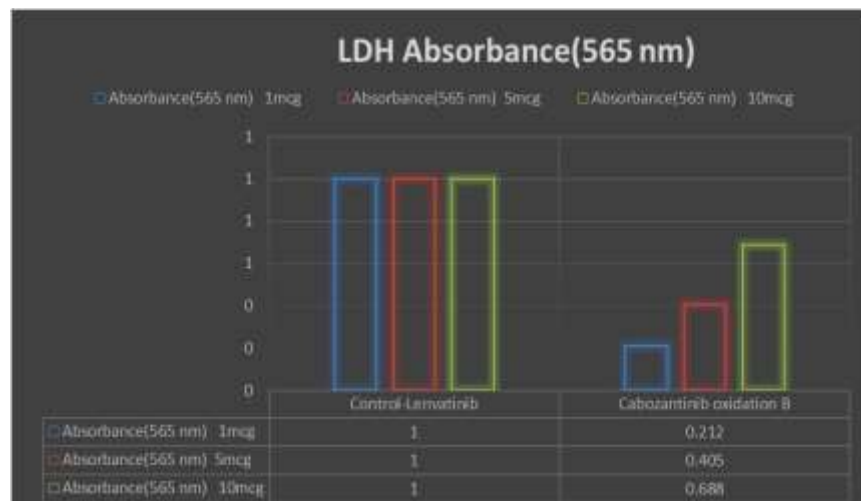 LDH Absorbance(565 nm)
Absorbance(565 nm) 1mcg Absorbance(565 nm) 5mcg Absorbance(565 nm) 10mcg
1
1
1
1
0
0
0
Control-Lenvatinib Cabozantinib oxidation B
Absorbance(565 nm) 1mcg 1 0.212
Absorbance(565 nm) 5mcg 1 0.405
Absorbance(565 nm) 10mcg 1 0.688